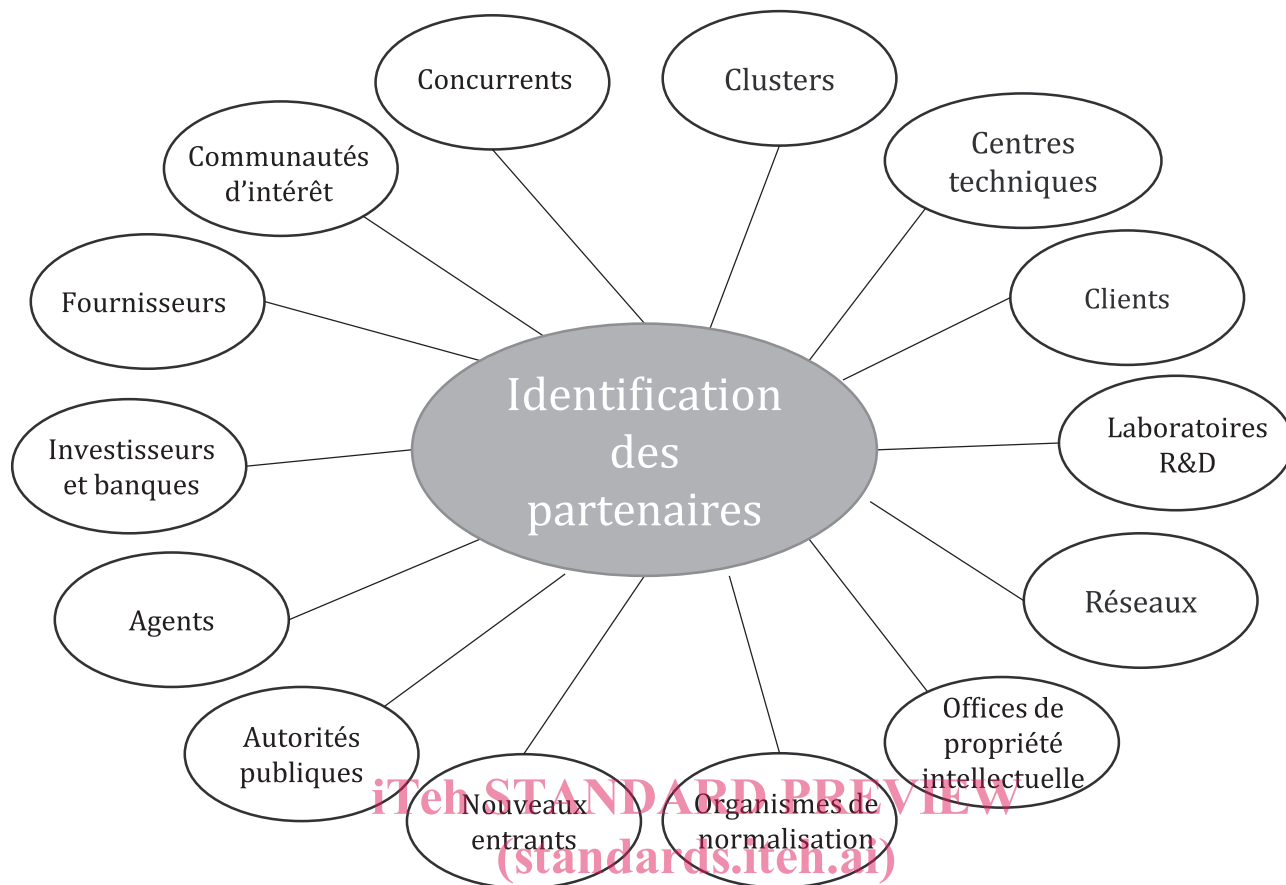 Concurrents
Clusters
Centres
techniques
Communautés
d’intérêt
Clients
Fournisseurs
Identification
des
partenaires
Laboratoires
R&D
Investisseurs
et banques
Réseaux
Agents
Offices de
propriété
intellectuelle
Autorités
publiques
Nouveaux
entrants
Organismes de
normalisation
iTeh STANDARD PREVIEW
(standards.iteh.ai)